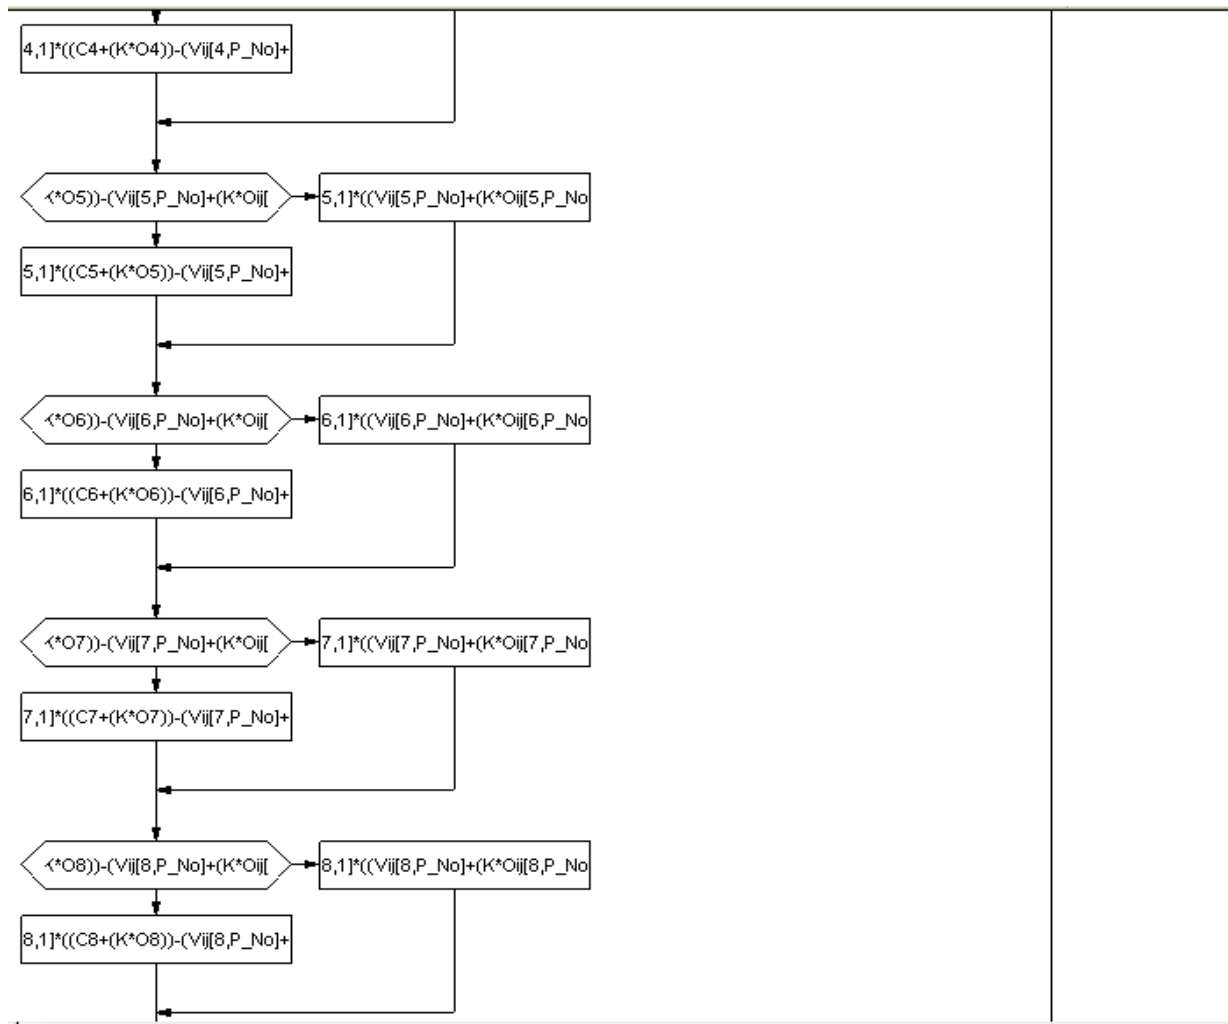 4,1]*((C4+(K*O4))-(Vij[4,P_No]+
<*O5))-(Vij[5,P_No]+(K*Oij[
5,1]*((Vij[5,P_No]+(K*Oij[5,P_No
5,1]*((C5+(K*O5))-(Vij[5,P_No]+
<*O6))-(Vij[6,P_No]+(K*Oij[
6,1]*((Vij[6,P_No]+(K*Oij[6,P_No
6,1]*((C6+(K*O6))-(Vij[6,P_No]+
<*O7))-(Vij[7,P_No]+(K*Oij[
7,1]*((Vij[7,P_No]+(K*Oij[7,P_No
7,1]*((C7+(K*O7))-(Vij[7,P_No]+
<*O8))-(Vij[8,P_No]+(K*Oij[
8,1]*((Vij[8,P_No]+(K*Oij[8,P_No
8,1]*((C8+(K*O8))-(Vij[8,P_No]+